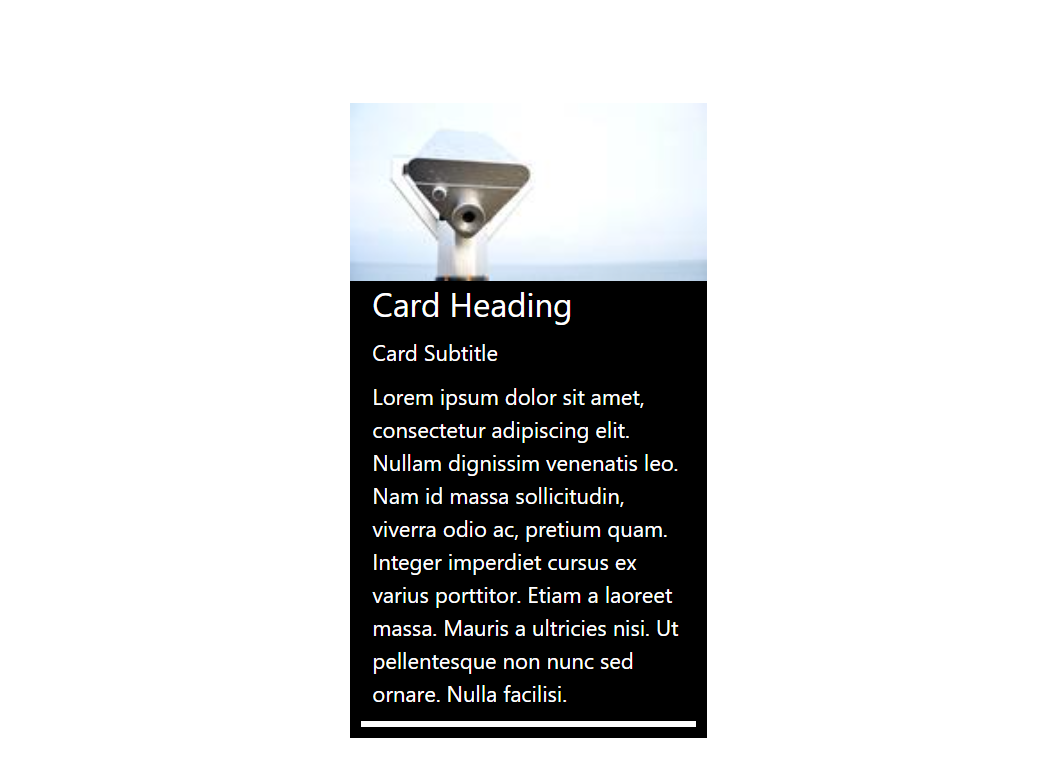 Card Heading
Card Subtitle
Lorem ipsum dolor sit amet,
consectetur adipiscing elit.
Nullam dignissim venenatis leo.
Nam id massa sollicitudin,
viverra odio ac, pretium quam.
Integer imperdiet cursus ex
varius porttitor. Etiam a laoreet
massa. Mauris a ultricies nisi. Ut
pellentesque non nunc sed
ornare. Nulla facilisi.